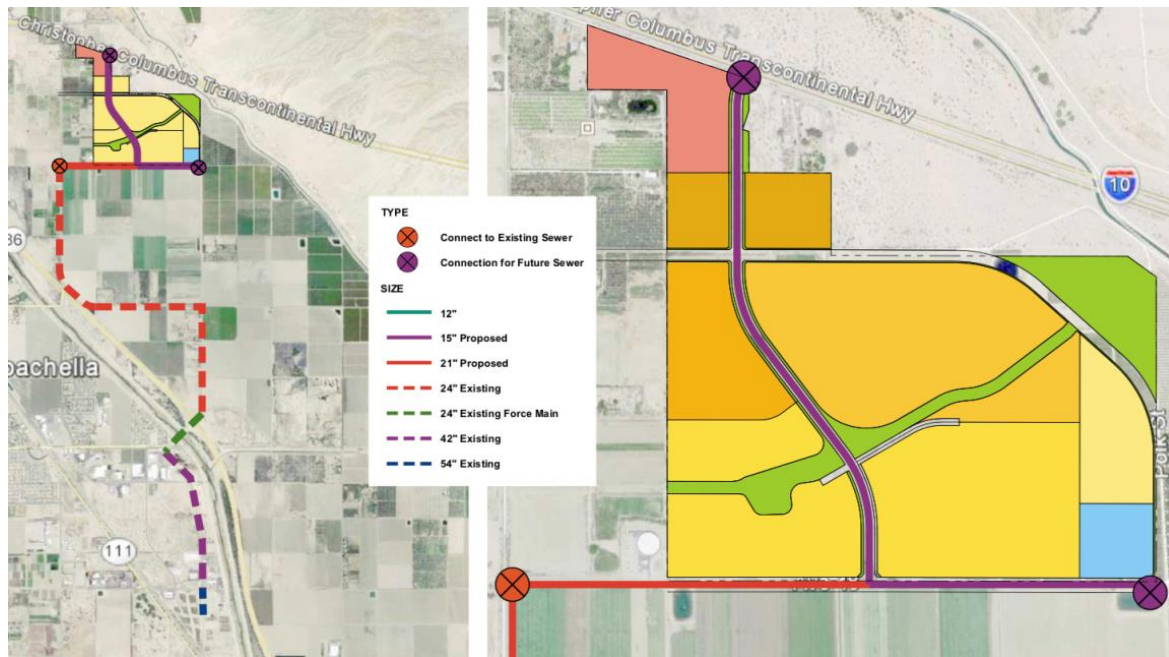 Christopher Columbus Transcontinental Hwy
86
oachella
111
TYPE
Connect to Existing Sewer
Connection for Future Sewer
SIZE
12"
15" Proposed
21" Proposed
24" Existing
24" Existing Force Main
42" Existing
54" Existing
opher Columbus Transcontinental Hwy
10
Polk St